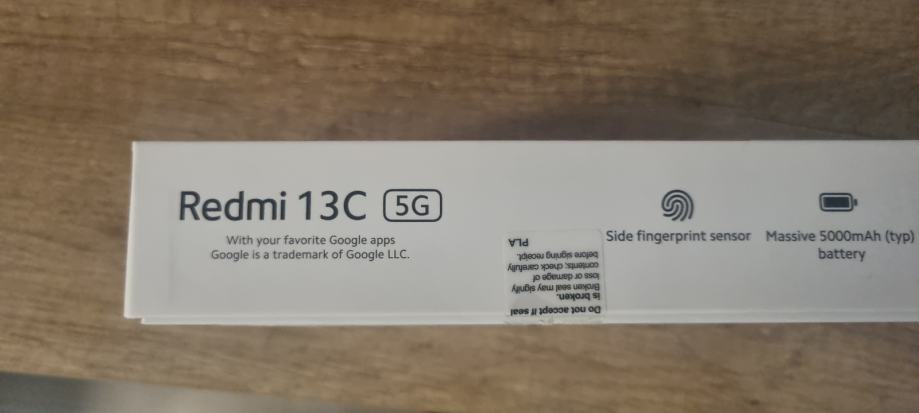 Redmi 13C 5G
With your favorite Google apps
Google is a trademark of Google LLC.
Do not accept if seal
is broken.
Broken seal may signify
loss or damage of
contents; check carefully
before signing receipt.
PLA
Side fingerprint sensor
Massive 5000mAh (typ)
battery